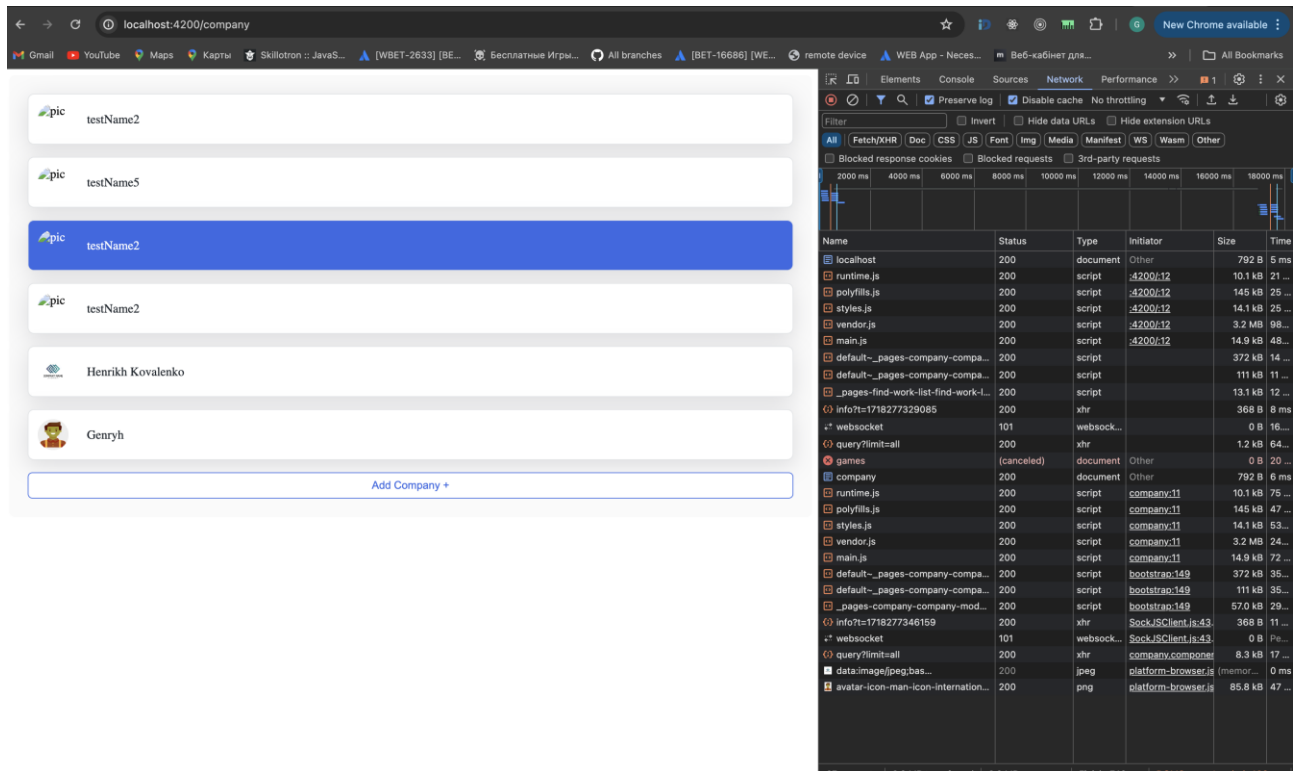 localhost:4200/company
New Chrome available
Gmail YouTube Maps Карты Skillotron :: JavaS... [WBET-2633] [BE... Бесплатные Игры... All branches [BET-16686] [WE... remote device WEB App - Neces... Веб-кабінет для... » All Bookmarks
pic testName2
pic testName5
pic testName2
pic testName2
Henrikh Kovalenko
Genryh
Add Company +
Elements Console Sources Network Performance » 1
Preserve log Disable cache No throttling
Filter Invert Hide data URLs Hide extension URLs
All Fetch/XHR Doc CSS JS Font Img Media Manifest WS Wasm Other
Blocked response cookies Blocked requests 3rd-party requests
2000 ms 4000 ms 6000 ms 8000 ms 10000 ms 12000 ms 14000 ms 16000 ms 18000 ms
Name Status Type Initiator Size Time
localhost 200 document Other 792 B 5 ms
runtime.js 200 script :4200/:12 10.1 kB 21 ...
polyfills.js 200 script :4200/:12 145 kB 25 ...
styles.js 200 script :4200/:12 14.1 kB 25 ...
vendor.js 200 script :4200/:12 3.2 MB 98...
main.js 200 script :4200/:12 14.9 kB 48...
default~_pages-company-compa... 200 script 372 kB 14 ...
default~_pages-company-compa... 200 script 111 kB 11 ...
_pages-find-work-list-find-work-l... 200 script 13.1 kB 12 ...
info?t=1718277329085 200 xhr 368 B 8 ms
websocket 101 websock... 0 B 16....
query?limit=all 200 xhr 1.2 kB 64...
games (canceled) document Other 0 B 20 ...
company 200 document Other 792 B 6 ms
runtime.js 200 script company:11 10.1 kB 75 ...
polyfills.js 200 script company:11 145 kB 47 ...
styles.js 200 script company:11 14.1 kB 53...
vendor.js 200 script company:11 3.2 MB 24...
main.js 200 script company:11 14.9 kB 72 ...
default~_pages-company-compa... 200 script bootstrap:149 372 kB 35...
default~_pages-company-compa... 200 script bootstrap:149 111 kB 35...
_pages-company-company-mod... 200 script bootstrap:149 57.0 kB 29...
info?t=1718277346159 200 xhr SockJSClient.js:43. 368 B 11 ...
websocket 101 websock... SockJSClient.js:43. 0 B Pe...
query?limit=all 200 xhr company.componer 8.3 kB 17 ...
data:image/jpeg;bas... 200 jpeg platform-browser.js (memor... 0 ms
avatar-icon-man-icon-internation... 200 png platform-browser.js 85.8 kB 47 ...